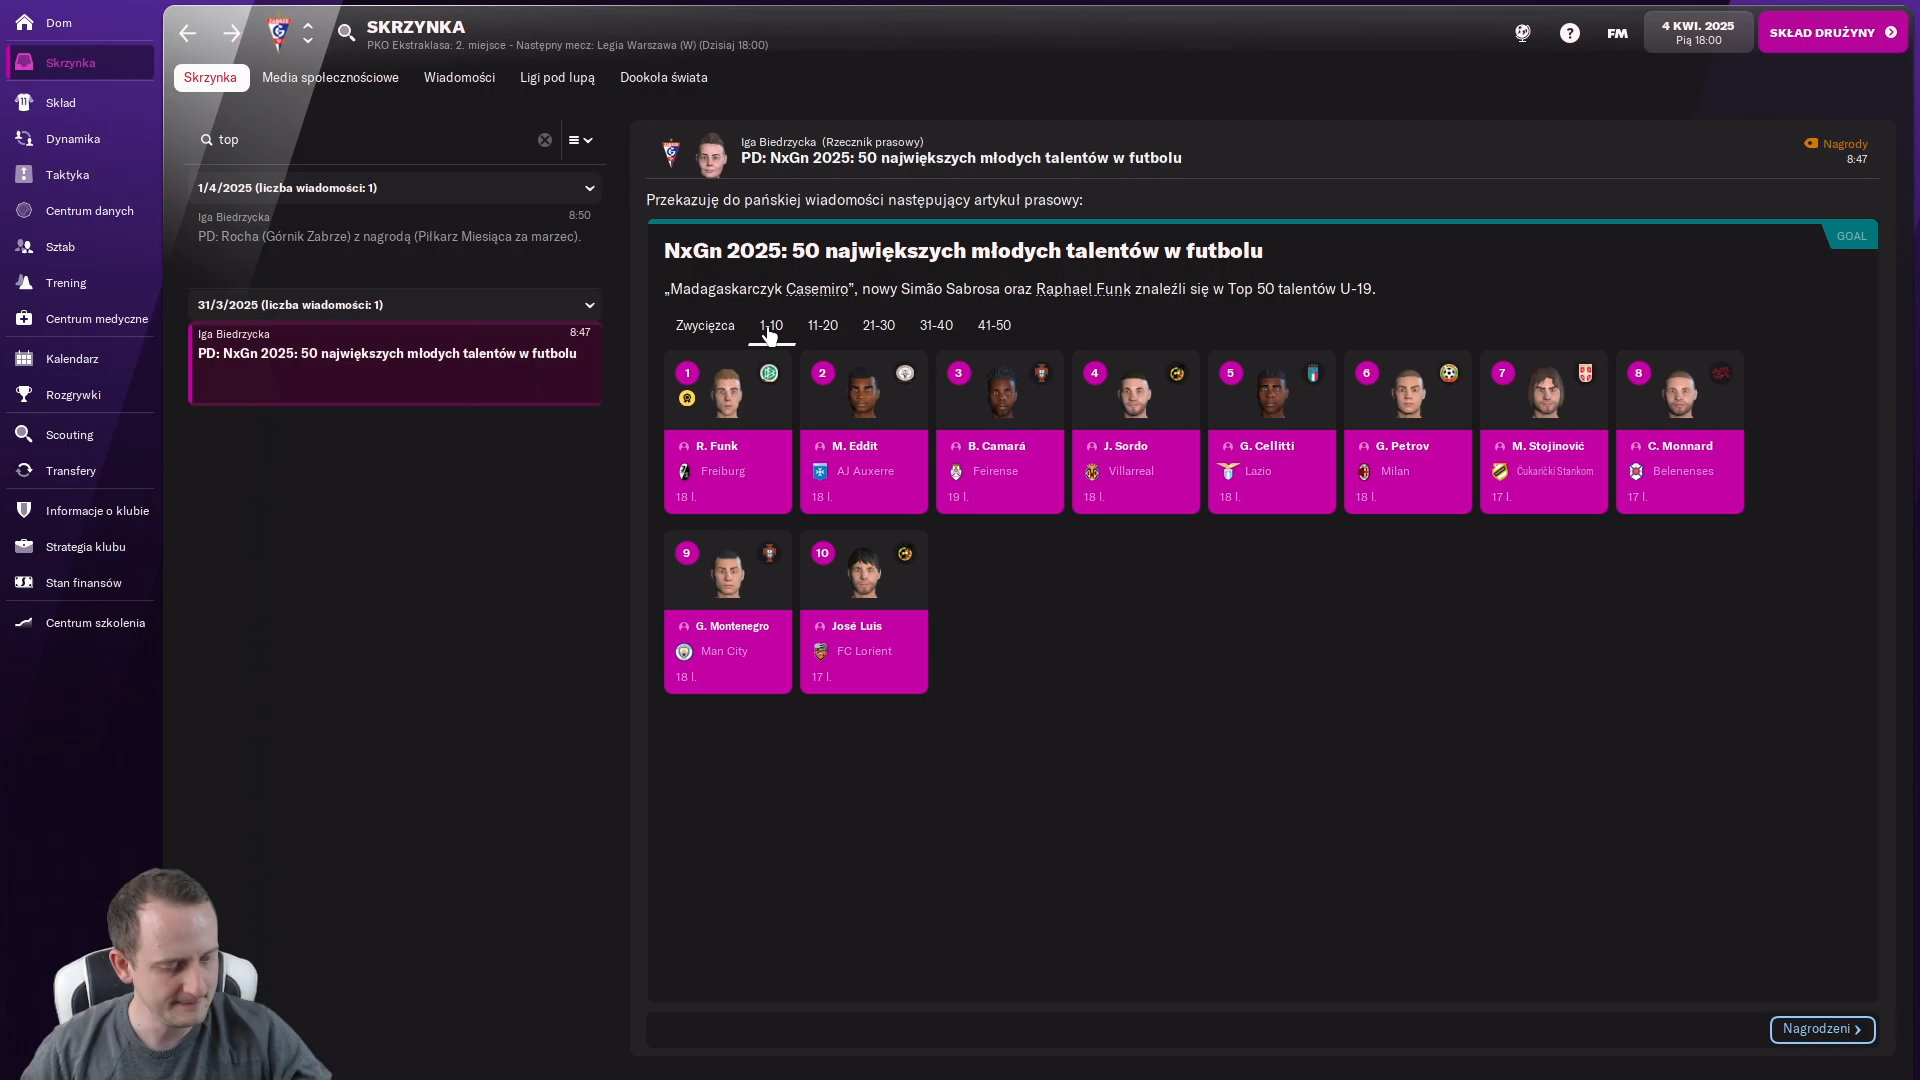 Dom
Skrzynka
Skład
Dynamika
Taktyka
Centrum danych
Sztab
Trening
Centrum medyczne
Kalendarz
Rozgrywki
Scouting
Transfery
Informacje o klubie
Strategia klubu
Stan finansów
Centrum szkolenia
SKRZYNKA
PKO Ekstraklasa: 2. miejsce - Następny mecz: Legia Warszawa (W) (Dzisiaj 18:00)
FM
4 KWI. 2025
Pią 18:00
SKŁAD DRUŻYNY
Skrzynka Media społecznościowe Wiadomości Ligi pod lupą Dookoła świata
top
1/4/2025 (liczba wiadomości: 1)
Iga Biedrzycka 8:50
PD: Rocha (Górnik Zabrze) z nagrodą (Piłkarz Miesiąca za marzec).
31/3/2025 (liczba wiadomości: 1)
Iga Biedrzycka 8:47
PD: NxGn 2025: 50 największych młodych talentów w futbolu
Iga Biedrzycka (Rzecznik prasowy)
PD: NxGn 2025: 50 największych młodych talentów w futbolu
Nagrody
8:47
Przekazuję do pańskiej wiadomości następujący artykuł prasowy:
GOAL
NxGn 2025: 50 największych młodych talentów w futbolu
„Madagaskarczyk Casemiro”, nowy Simão Sabrosa oraz Raphael Funk znaleźli się w Top 50 talentów U-19.
Zwycięzca 1-10 11-20 21-30 31-40 41-50
1 2 3 4 5 6 7 8
R. Funk M. Eddit B. Camará J. Sordo G. Cellitti G. Petrov M. Stojinović C. Monnard
Freiburg AJ Auxerre Feirense Villarreal Lazio Milan Čukarički Stankom Belenenses
18 l. 18 l. 19 l. 18 l. 18 l. 18 l. 17 l. 17 l.
9 10
G. Montenegro José Luis
Man City FC Lorient
18 l. 17 l.
Nagrodzeni